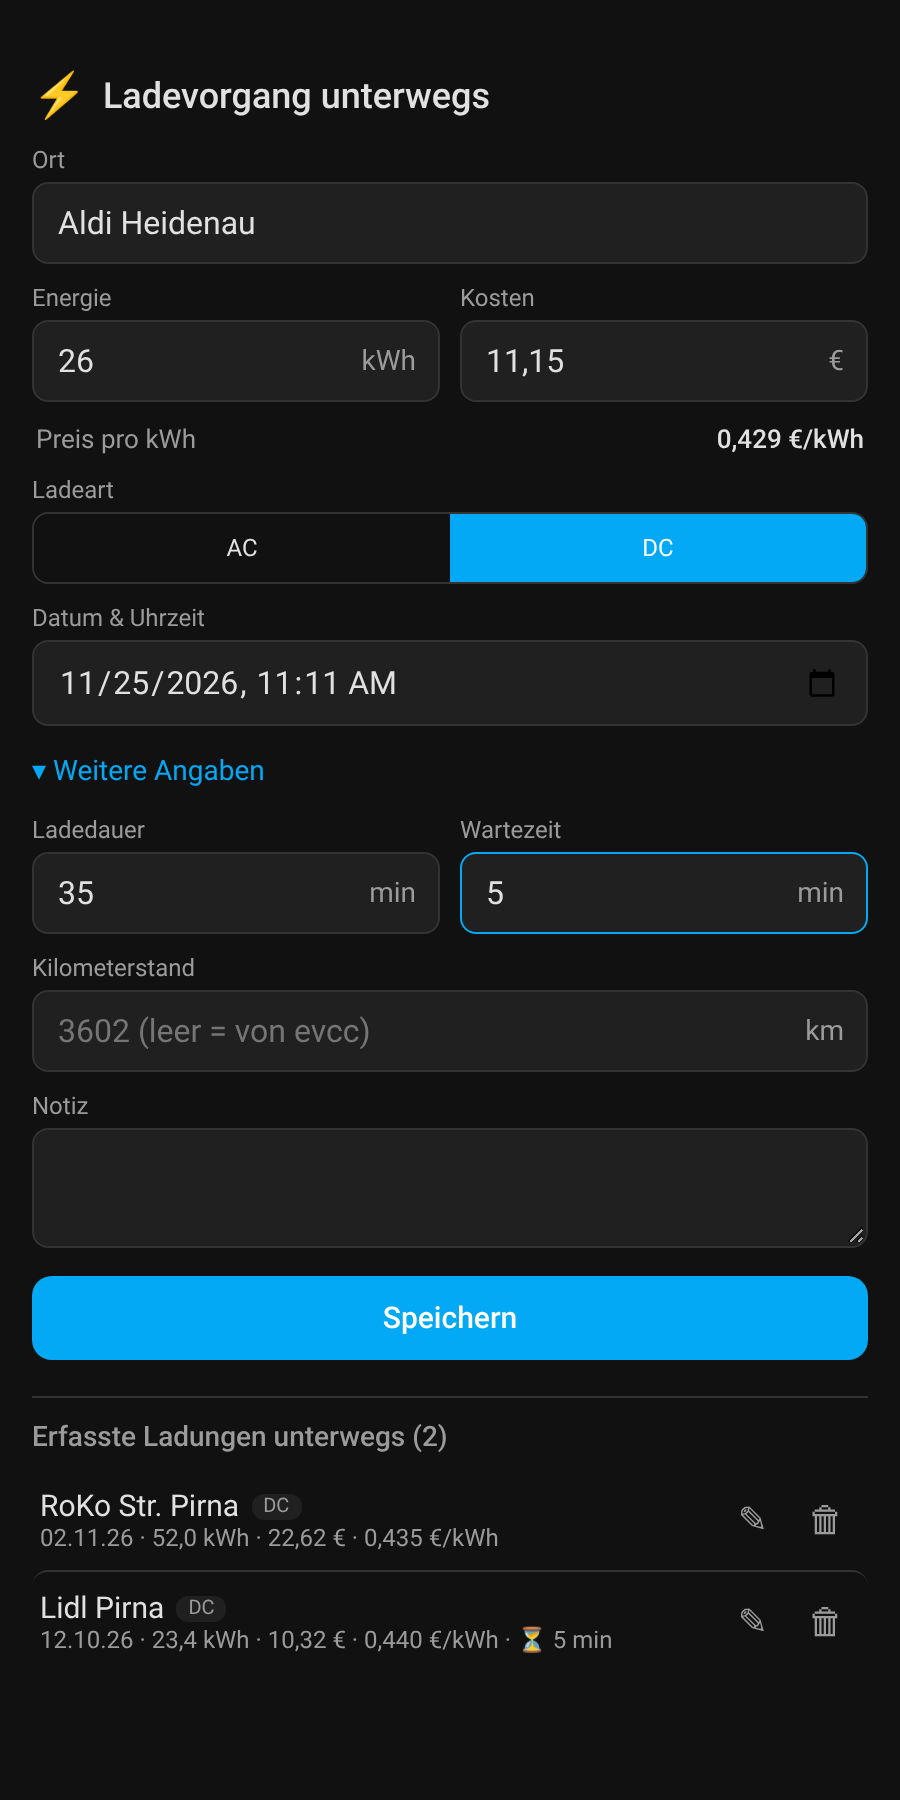 ⚡ Ladevorgang unterwegs
Ort
Aldi Heidenau
Energie Kosten
26 kWh 11,15 €
Preis pro kWh 0,429 €/kWh
Ladeart
AC DC
Datum & Uhrzeit
11/25/2026, 11:11 AM
▾ Weitere Angaben
Ladedauer Wartezeit
35 min 5 min
Kilometerstand
3602 (leer = von evcc) km
Notiz
Speichern
Erfasste Ladungen unterwegs (2)
RoKo Str. Pirna DC
02.11.26 · 52,0 kWh · 22,62 € · 0,435 €/kWh
Lidl Pirna DC
12.10.26 · 23,4 kWh · 10,32 € · 0,440 €/kWh · ⏳ 5 min